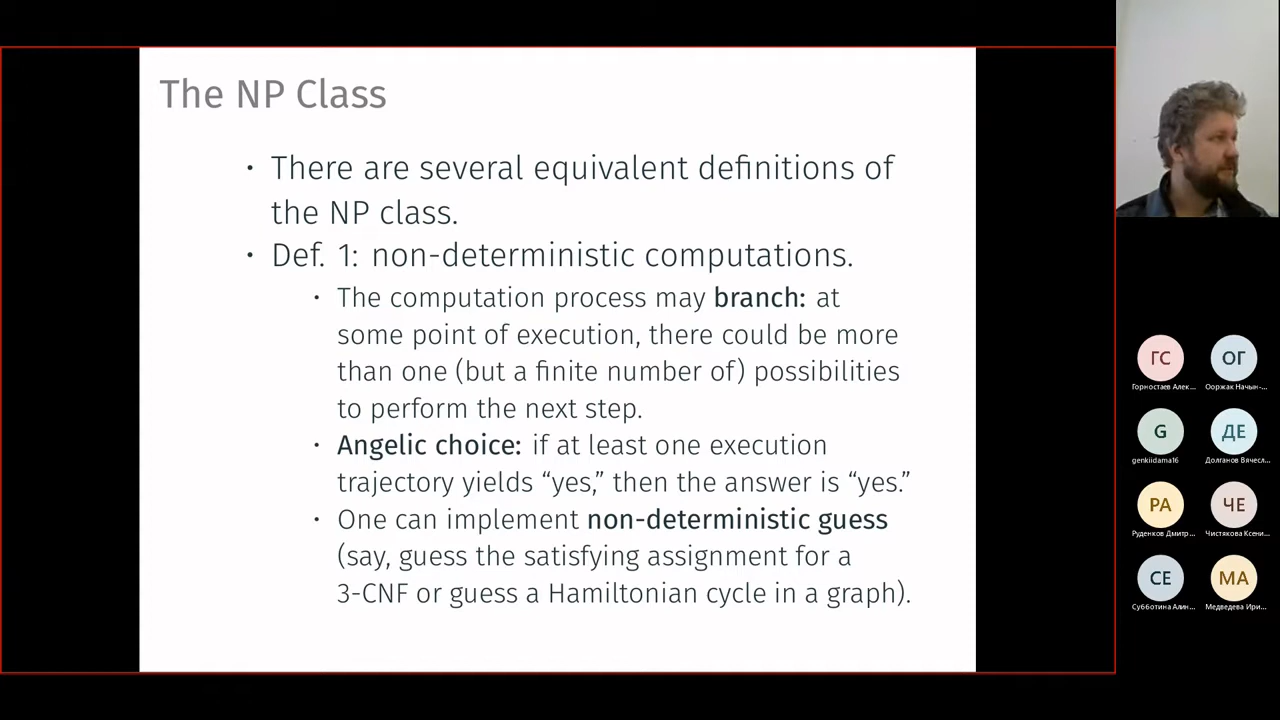 The NP Class
• There are several equivalent definitions of
the NP class.
• Def. 1: non-deterministic computations.
• The computation process may branch: at
some point of execution, there could be more
than one (but a finite number of) possibilities
to perform the next step.
• Angelic choice: if at least one execution
trajectory yields “yes,” then the answer is “yes.”
• One can implement non-deterministic guess
(say, guess the satisfying assignment for a
3-CNF or guess a Hamiltonian cycle in a graph).
ГС ОГ
Горностаев Алек... Ооржак Начын-...
G ДЕ
genkiidama16 Долганов Вячесл...
РА ЧЕ
Руденков Дмитр... Чистякова Ксени...
СЕ МА
Субботина Алин... Медведева Ири...